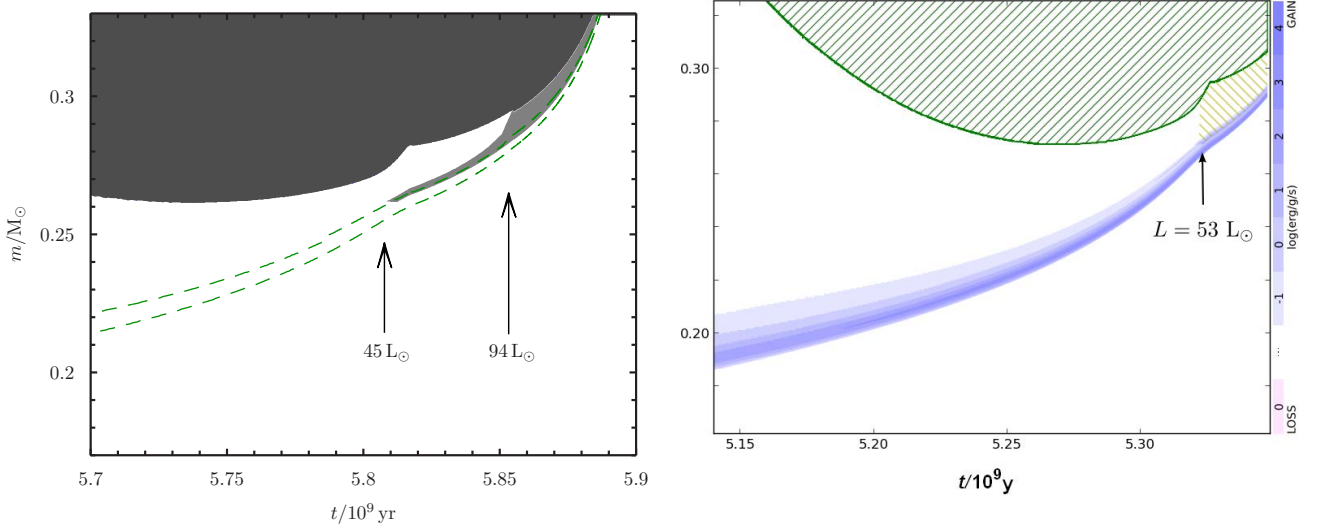 0.3
0.25
0.2
m/M⊙
45 L⊙
94 L⊙
5.7
5.75
5.8
5.85
5.9
t/10⁹ yr
0.30
0.20
L = 53 L⊙
5.15
5.20
5.25
5.30
t/10⁹y
GAIN
4
3
2
1
0
-1
...
0
LOSS
log(erg/g/s)